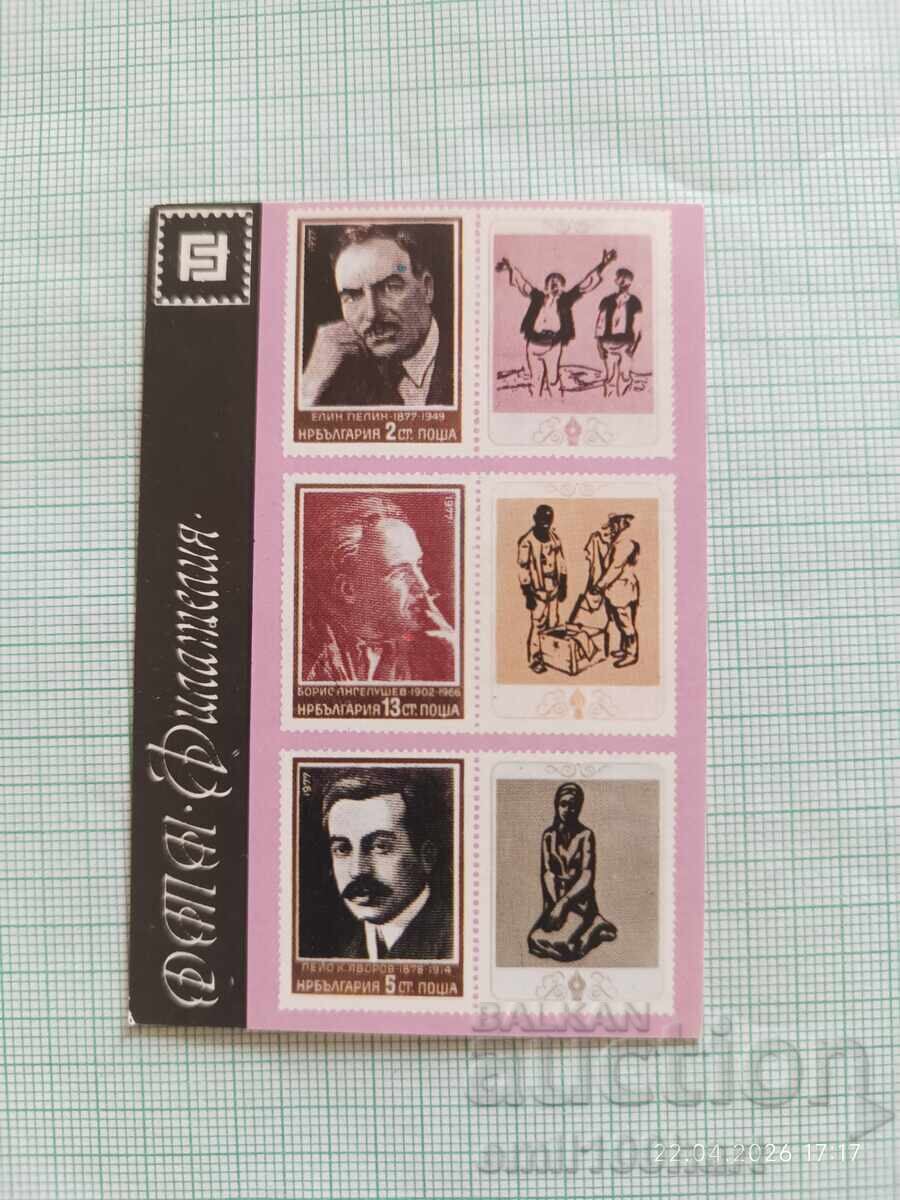 ДТПН · Филателия ·
1977
ЕЛИН ПЕЛИН · 1877-1949
НРБЪЛГАРИЯ 2 СТ. ПОЩА
1977
БОРИС АНГЕЛУШЕВ · 1902-1966
НРБЪЛГАРИЯ 13 СТ. ПОЩА
1977
ПЕЙО К. ЯВОРОВ · 1878-1914
НРБЪЛГАРИЯ 5 СТ. ПОЩА
BALKAN
auction
22.04.2026 17:17